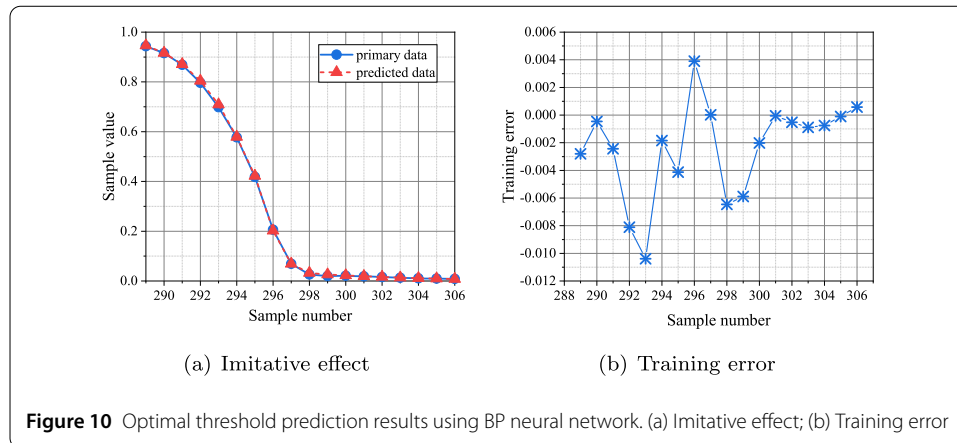 1.0
0.8
0.6
0.4
0.2
0.0
Sample value
primary data
predicted data
290 292 294 296 298 300 302 304 306
Sample number
(a) Imitative effect
0.006
0.004
0.002
0.000
-0.002
-0.004
-0.006
-0.008
-0.010
-0.012
Training error
288 290 292 294 296 298 300 302 304 306
Sample number
(b) Training error
Figure 10 Optimal threshold prediction results using BP neural network. (a) Imitative effect; (b) Training error